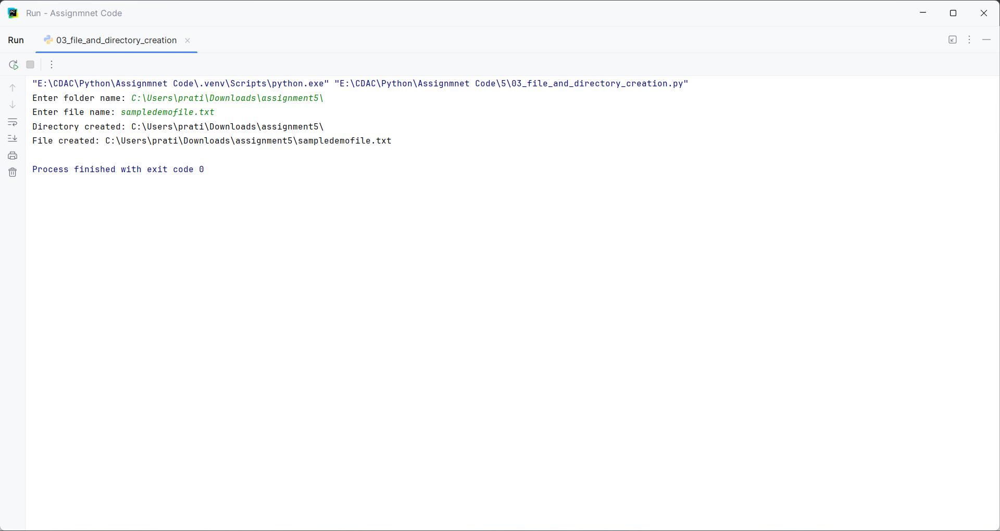 Run - Assignmnet Code
Run 03_file_and_directory_creation
"E:\CDAC\Python\Assignmnet Code\.venv\Scripts\python.exe" "E:\CDAC\Python\Assignmnet Code\5\03_file_and_directory_creation.py"
Enter folder name: C:\Users\prati\Downloads\assignment5\
Enter file name: sampledemofile.txt
Directory created: C:\Users\prati\Downloads\assignment5\
File created: C:\Users\prati\Downloads\assignment5\sampledemofile.txt
Process finished with exit code 0